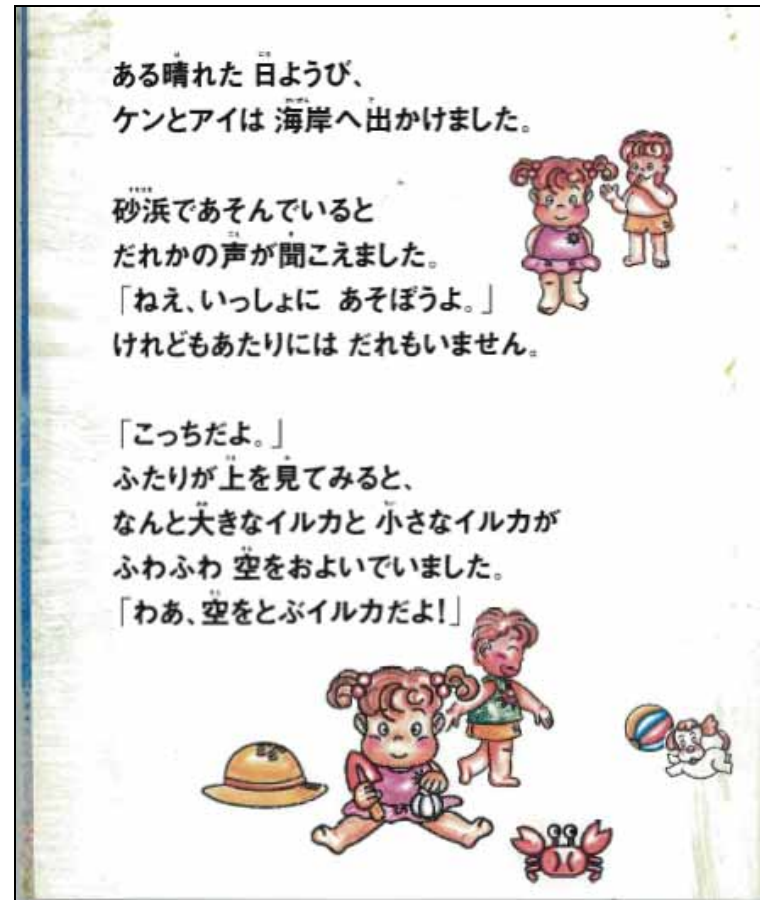 ある晴れた 日ようび、
ケンとアイは 海岸へ出かけました。
砂浜であそんでいると
だれかの声が聞こえました。
「ねえ、いっしょに あそぼうよ。」
けれどもあたりには だれもいません。
「こっちだよ。」
ふたりが上を見てみると、
なんと大きなイルカと 小さなイルカが
ふわふわ 空をおよいでいました。
「わあ、空をとぶイルカだよ!」